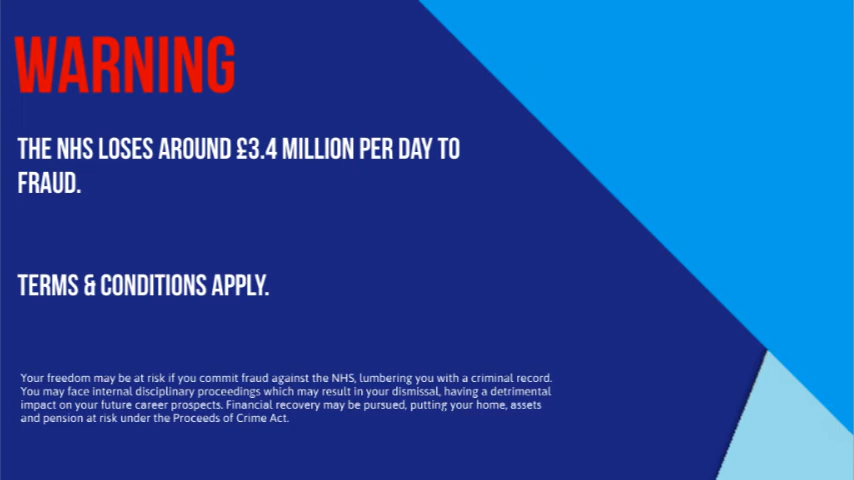 WARNING
THE NHS LOSES AROUND £3.4 MILLION PER DAY TO
FRAUD.
TERMS & CONDITIONS APPLY.
Your freedom may be at risk if you commit fraud against the NHS, lumbering you with a criminal record.
You may face internal disciplinary proceedings which may result in your dismissal, having a detrimental
impact on your future career prospects. Financial recovery may be pursued, putting your home, assets
and pension at risk under the Proceeds of Crime Act.